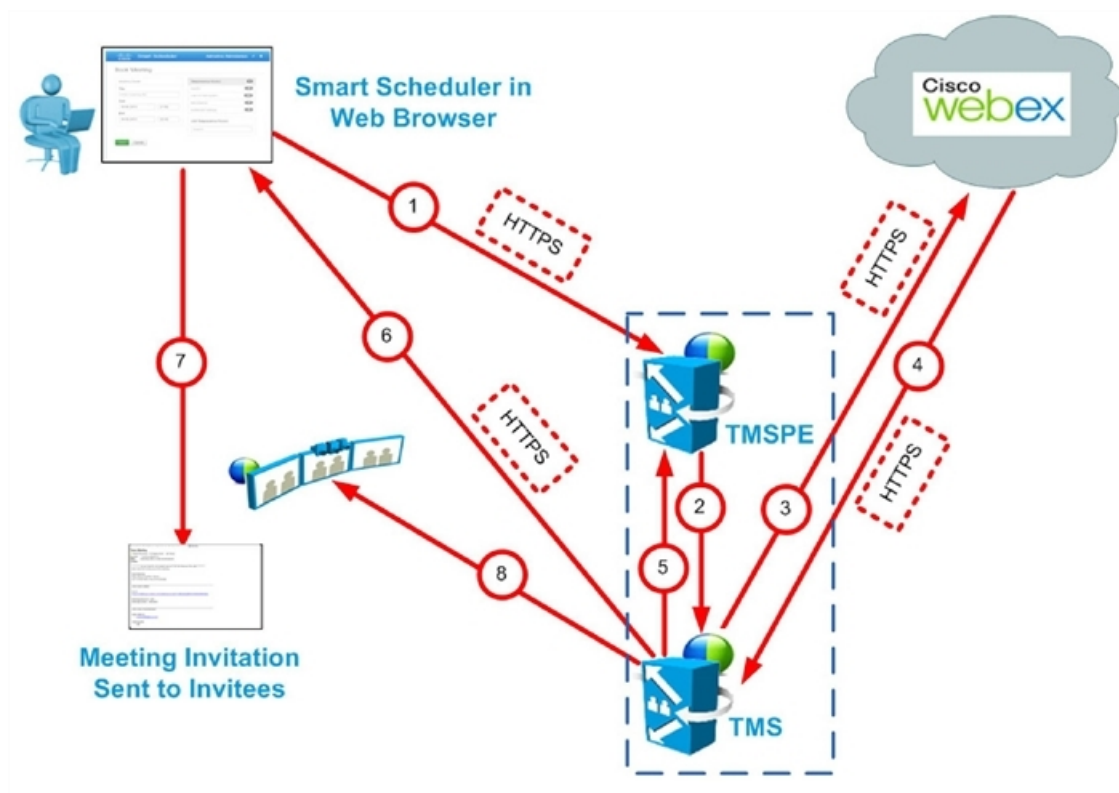 Smart Scheduler in
Web Browser
Cisco
webex
1
HTTPS
HTTPS
6
4
7
TMSPE
HTTPS
HTTPS
2
3
5
8
Meeting Invitation
Sent to Invitees
TMS